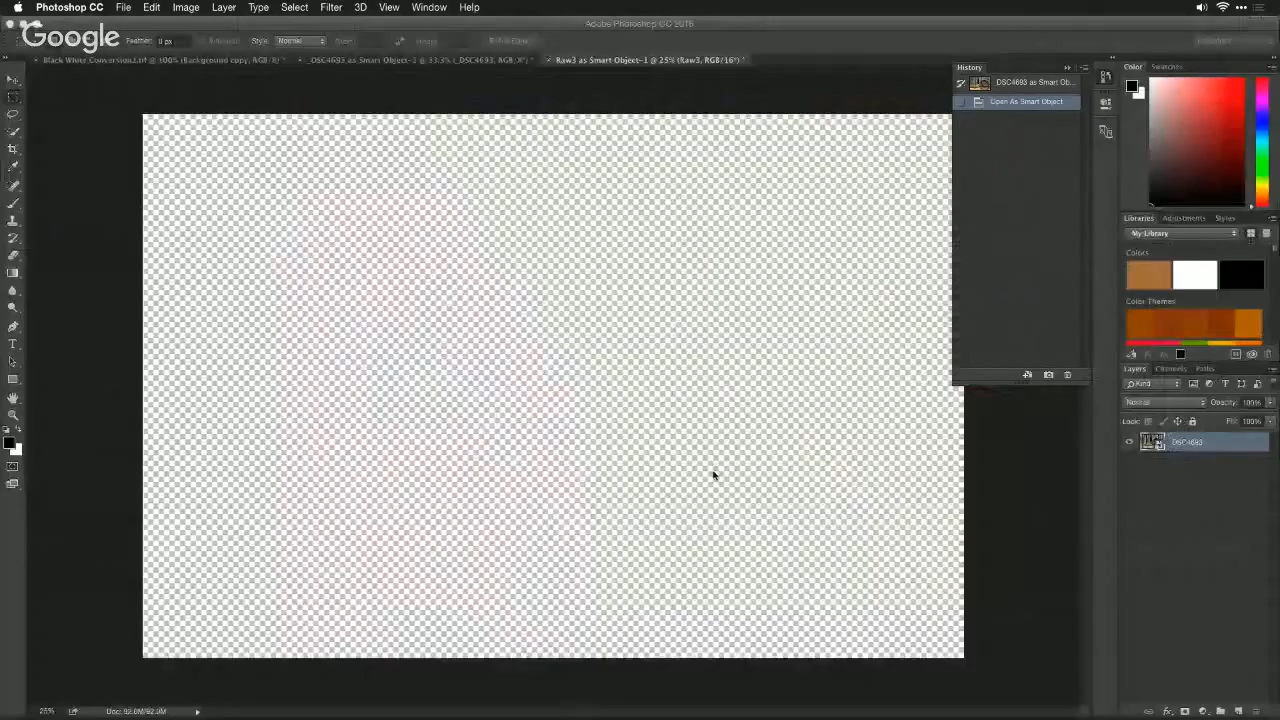 Photoshop CC File Edit Image Layer Type Select Filter 3D View Window Help
Adobe Photoshop CC 2015
Google
Feather: 0 px
Style: Normal
Black White Conversion.tif @ 100% (Background copy, RGB/8) *
_DSC4693 as Smart Object-1 @ 33.3% (_DSC4693, RGB/8*) *
Raw3 as Smart Object-1 @ 25% (Raw3, RGB/16*) *
History
DSC4693 as Smart Ob...
Open As Smart Object
Color Swatches
Libraries Adjustments Styles
My Library
Colors
Color Themes
Layers Channels Paths
Kind
Normal Opacity: 100%
Lock: Fill: 100%
DSC4693
25% Doc: 92.0M/92.0M